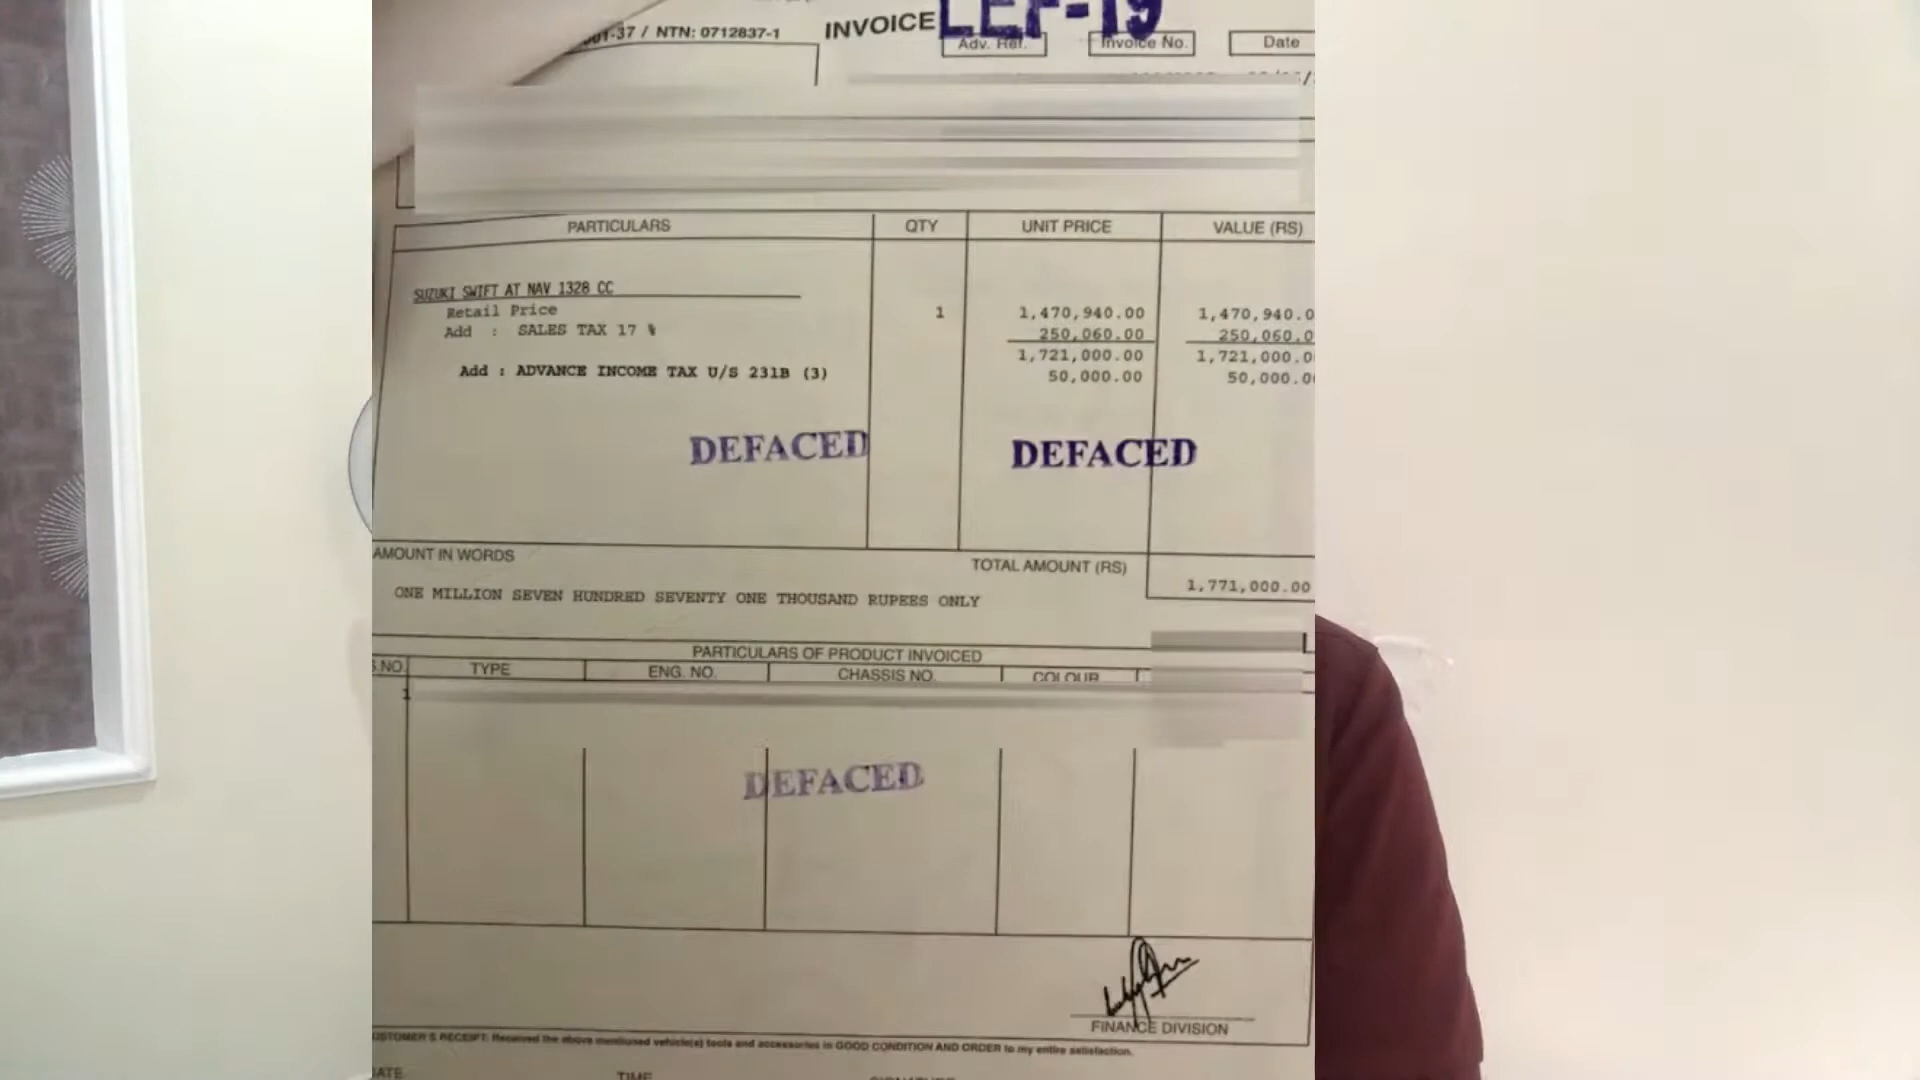 001-37 / NTN: 0712837-1
INVOICE
LEF-19
Adv. Ref. Invoice No. Date
PARTICULARS QTY UNIT PRICE VALUE (RS)
SUZUKI SWIFT AT NAV 1328 CC
Retail Price 1 1,470,940.00 1,470,940.0
Add : SALES TAX 17 % 250,060.00 250,060.0
1,721,000.00 1,721,000.0
Add : ADVANCE INCOME TAX U/S 231B (3) 50,000.00 50,000.0
DEFACED DEFACED
AMOUNT IN WORDS TOTAL AMOUNT (RS)
1,771,000.00
ONE MILLION SEVEN HUNDRED SEVENTY ONE THOUSAND RUPEES ONLY
PARTICULARS OF PRODUCT INVOICED
S.NO. TYPE ENG. NO. CHASSIS NO. COLOUR
1
DEFACED
FINANCE DIVISION
USTOMER'S RECEIPT: Received the above mentioned vehicle(s) tools and accessories in GOOD CONDITION AND ORDER to my entire satisfaction.
DATE TIME SIGNATURE